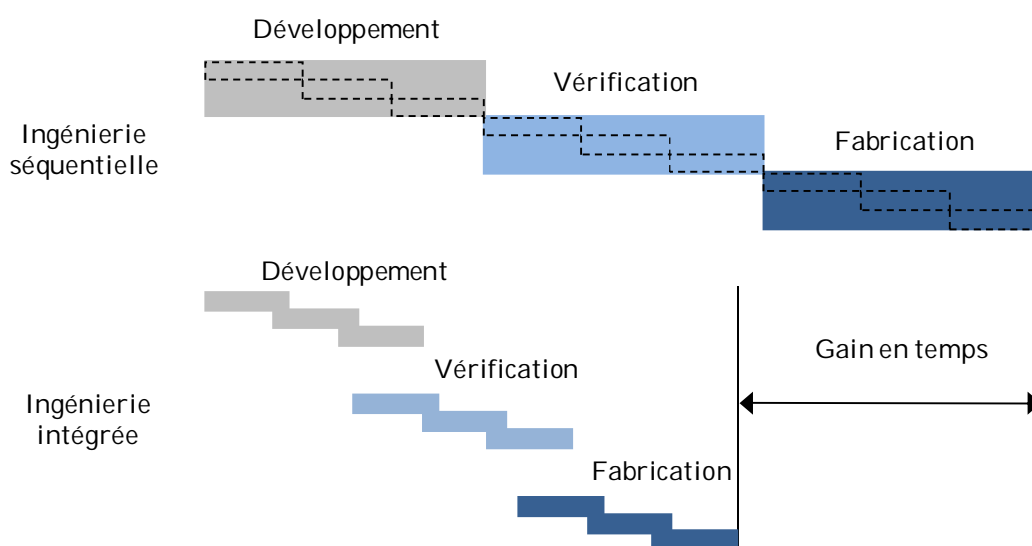 Développement
Vérification
Fabrication
Ingénierie
séquentielle
Développement
Gain en temps
Vérification
Ingénierie
intégrée
Fabrication